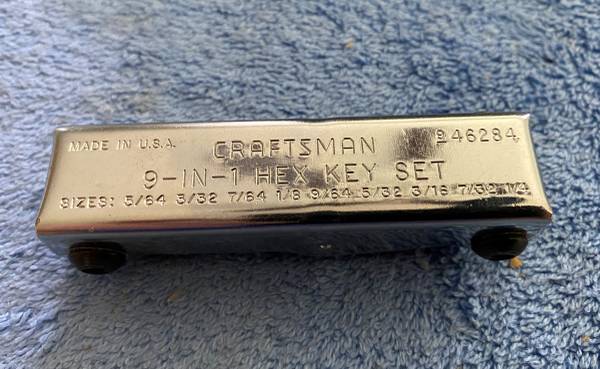 MADE IN U.S.A. CRAFTSMAN 946284
9-IN-1 HEX KEY SET
SIZES: 5/64 3/32 7/64 1/8 9/64 5/32 3/16 7/32 1/4